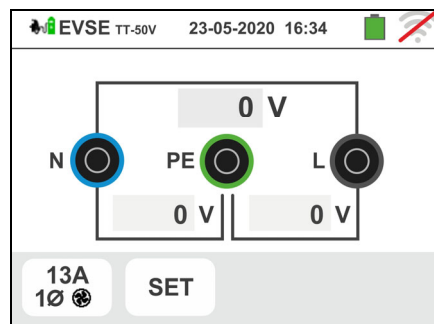 EVSE TT-50V 23-05-2020 16:34
0 V
N PE L
0 V 0 V
13A
1Ø
SET